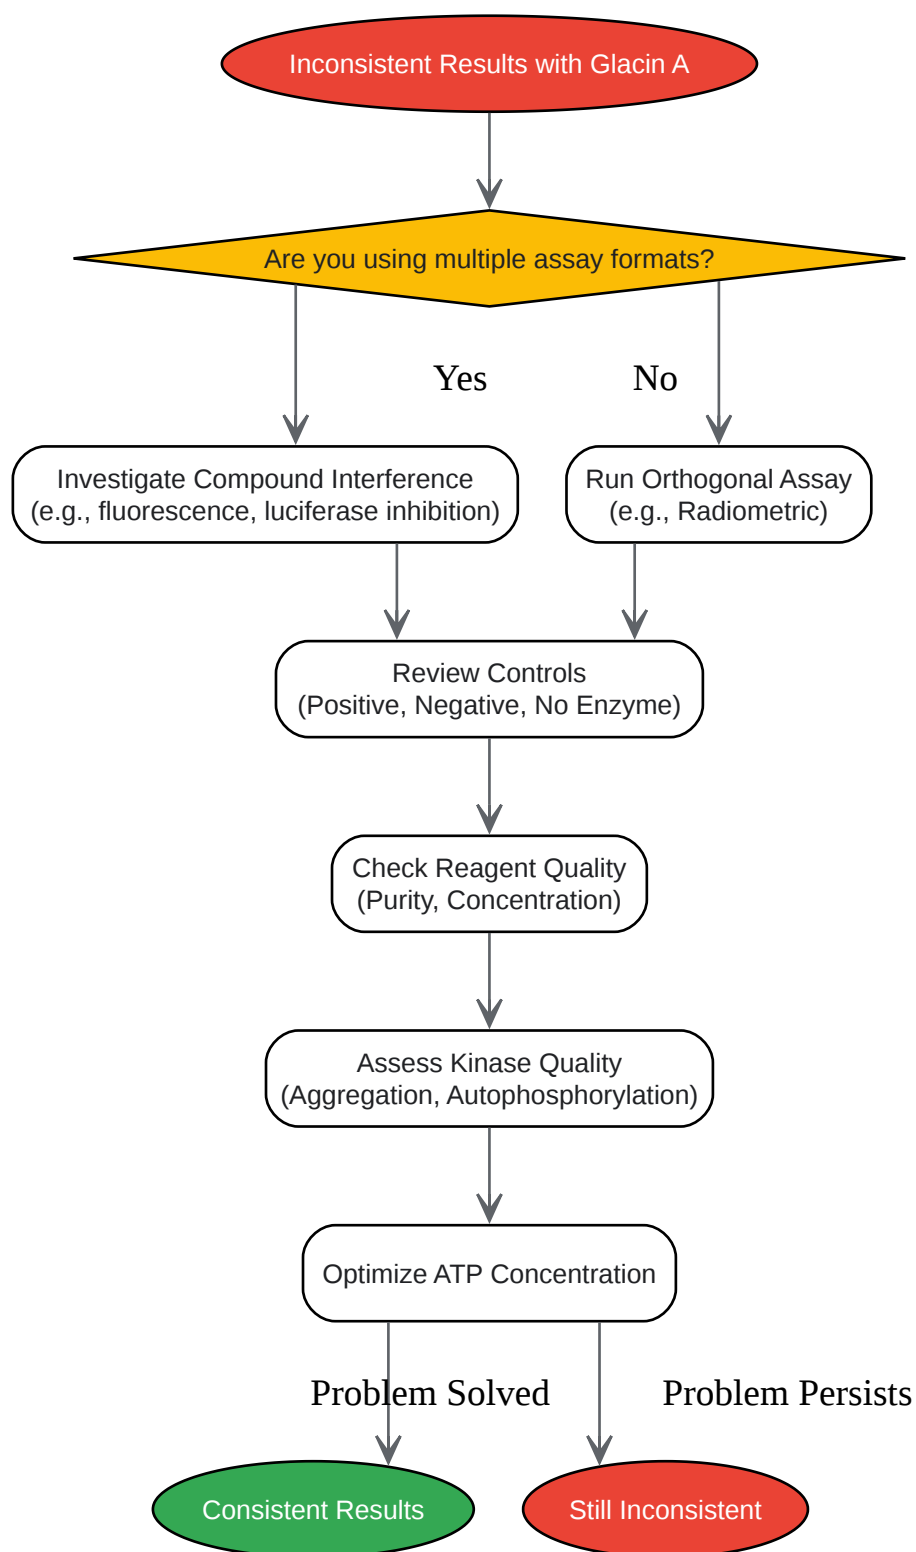 Inconsistent Results with Glacin A
Are you using multiple assay formats?
Yes
No
Investigate Compound Interference
(e.g., fluorescence, luciferase inhibition)
Run Orthogonal Assay
(e.g., Radiometric)
Review Controls
(Positive, Negative, No Enzyme)
Check Reagent Quality
(Purity, Concentration)
Assess Kinase Quality
(Aggregation, Autophosphorylation)
Optimize ATP Concentration
Problem Solved
Problem Persists
Consistent Results
Still Inconsistent